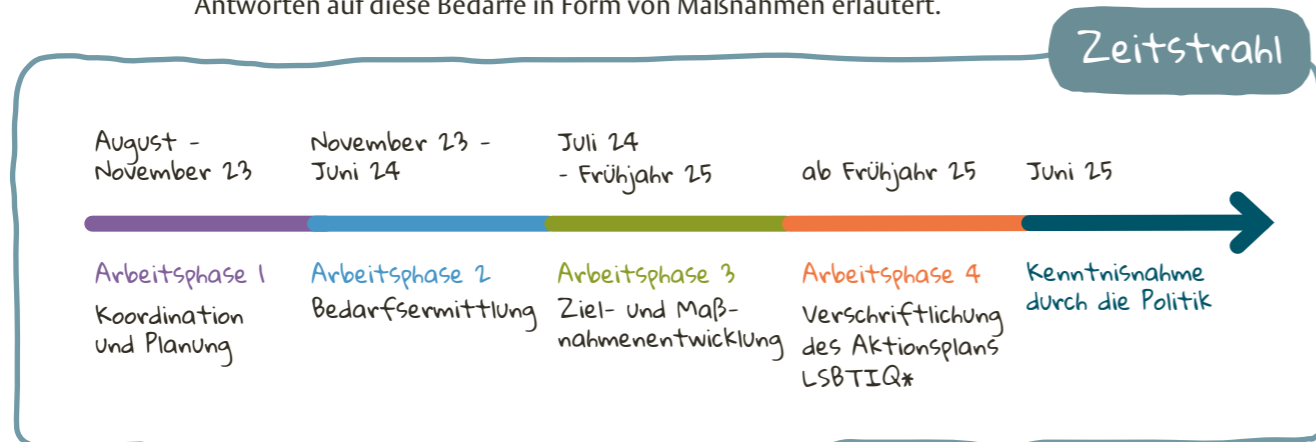 Antworten auf diese Bedarfe in Form von Maßnahmen erläutert.
Zeitstrahl
August -
November 23
November 23 -
Juni 24
Juli 24
- Frühjahr 25
ab Frühjahr 25
Juni 25
Arbeitsphase 1
Koordination
und Planung
Arbeitsphase 2
Bedarfsermittlung
Arbeitsphase 3
Ziel- und Maß-
nahmenentwicklung
Arbeitsphase 4
Verschriftlichung
des Aktionsplans
LSBTIQ*
Kenntnisnahme
durch die Politik